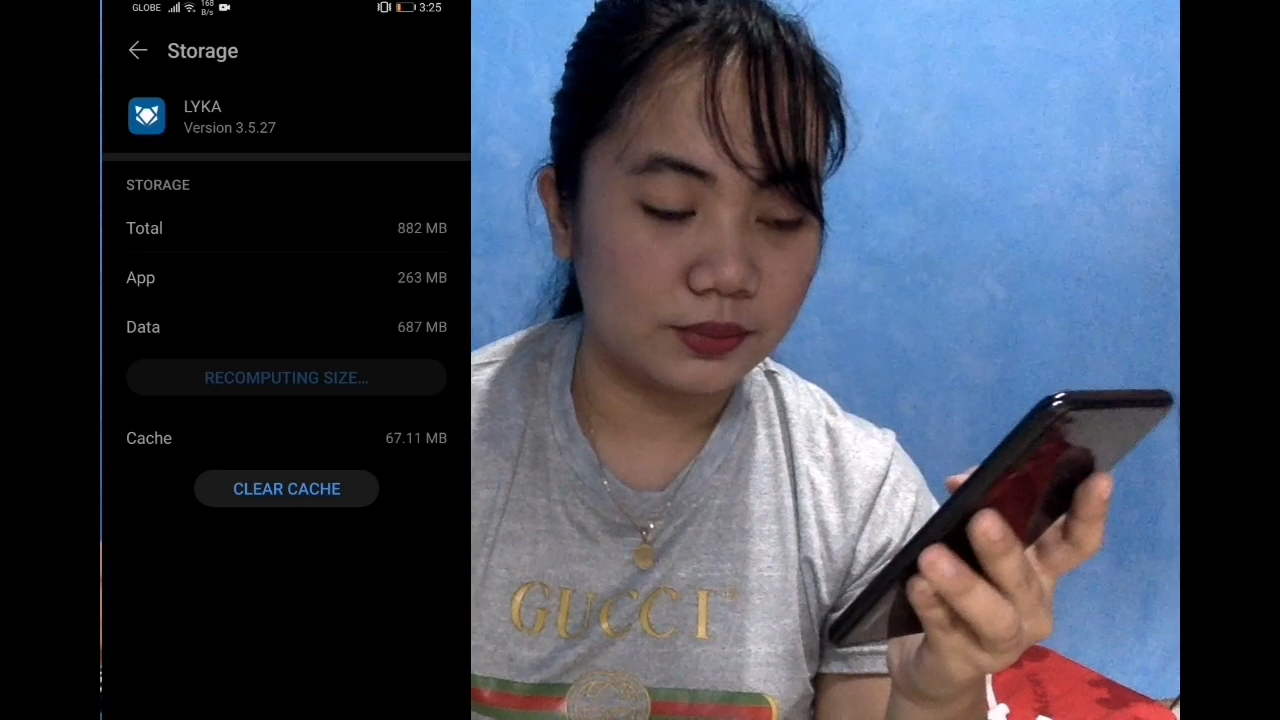 GLOBE 168 B/s 3:25
Storage
LYKA
Version 3.5.27
STORAGE
Total 882 MB
App 263 MB
Data 687 MB
RECOMPUTING SIZE...
Cache 67.11 MB
CLEAR CACHE
GUCCI